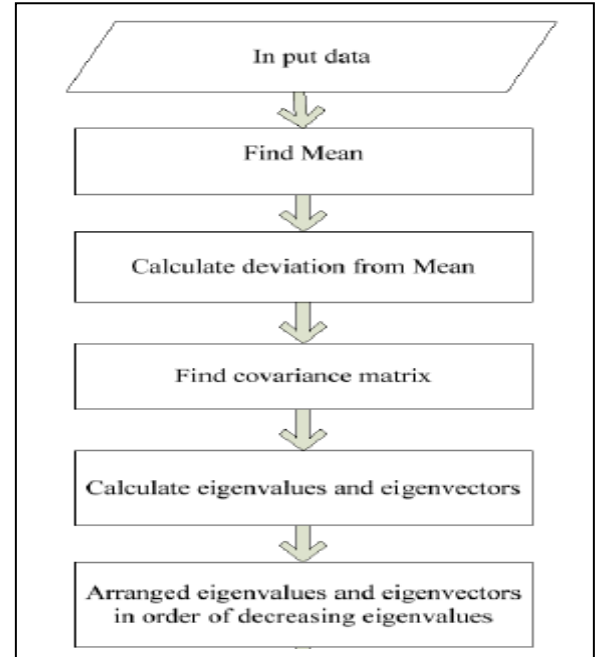 In put data
Find Mean
Calculate deviation from Mean
Find covariance matrix
Calculate eigenvalues and eigenvectors
Arranged eigenvalues and eigenvectors
in order of decreasing eigenvalues